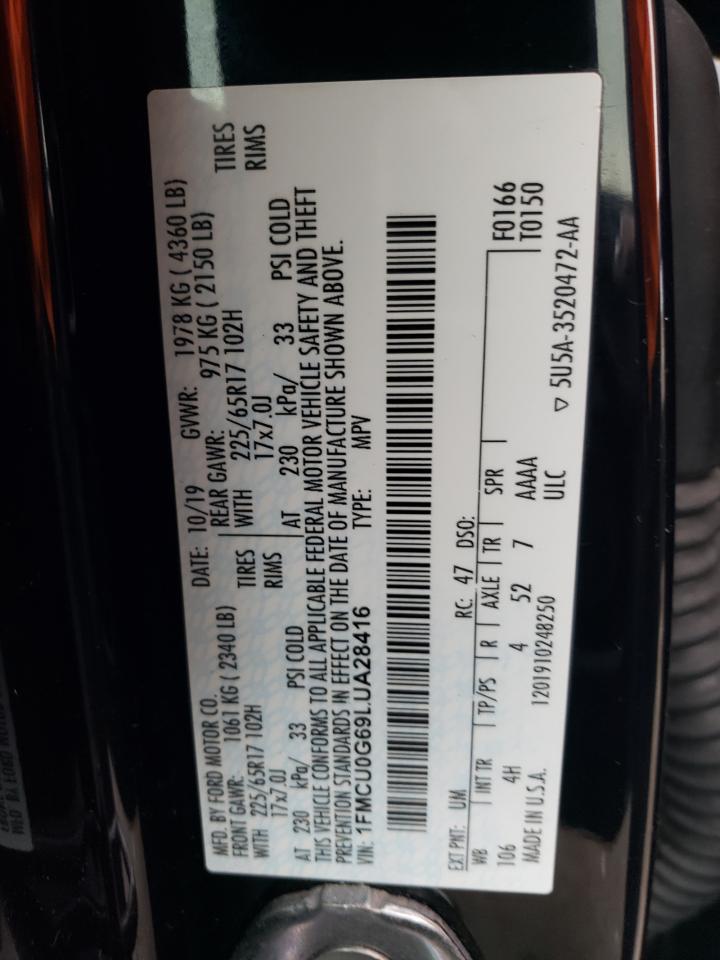 MFD. BY FORD MOTOR CO.
DATE: 10/19 GVWR: 1978 KG ( 4360 LB)
FRONT GAWR: 1061 KG ( 2340 LB) REAR GAWR: 975 KG ( 2150 LB)
WITH 225/65R17 102H TIRES WITH 225/65R17 102H TIRES
17x7.0J RIMS 17x7.0J RIMS
AT 230 kPa/ 33 PSI COLD AT 230 kPa/ 33 PSI COLD
THIS VEHICLE CONFORMS TO ALL APPLICABLE FEDERAL MOTOR VEHICLE SAFETY AND THEFT
PREVENTION STANDARDS IN EFFECT ON THE DATE OF MANUFACTURE SHOWN ABOVE.
VIN: 1FMCU0G69LUA28416 TYPE: MPV
EXT PNT: UM RC: 47 DSO:
WB INT TR TP/PS R AXLE TR SPR F0166
106 4H 4 52 7 AAAA T0150
MADE IN U.S.A. 1201910248250 ULC
▽ 5U5A-3520472-AA